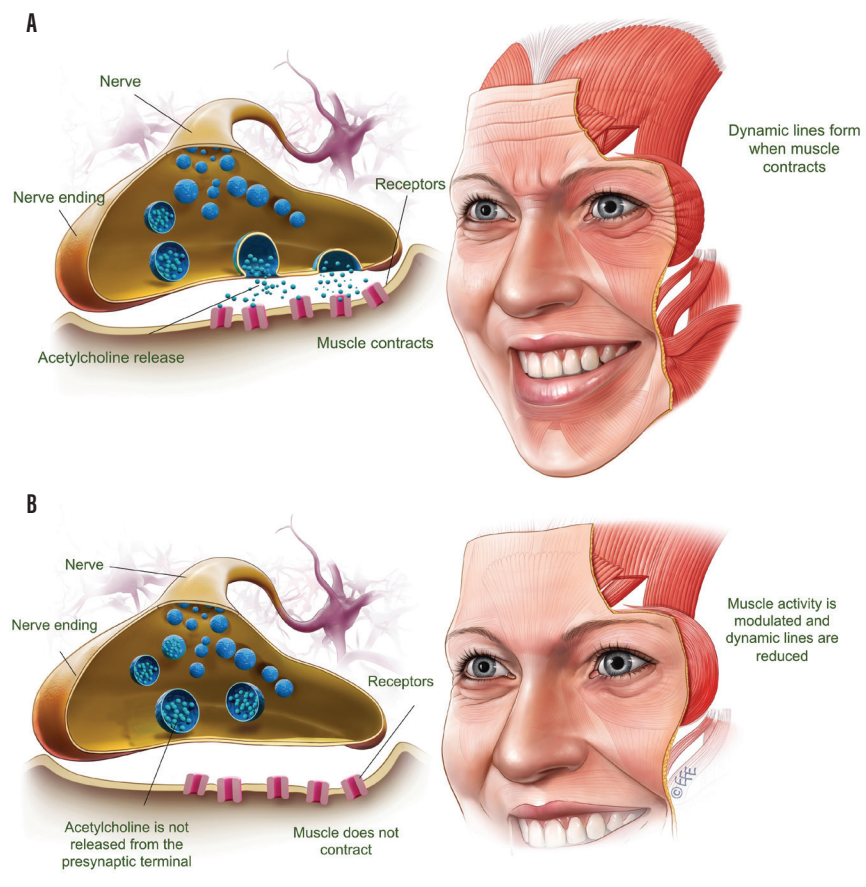 A
Nerve
Nerve ending
Receptors
Acetylcholine release
Muscle contracts
Dynamic lines form
when muscle
contracts
B
Nerve
Nerve ending
Receptors
Acetylcholine is not
released from the
presynaptic terminal
Muscle does not
contract
Muscle activity is
modulated and
dynamic lines are
reduced